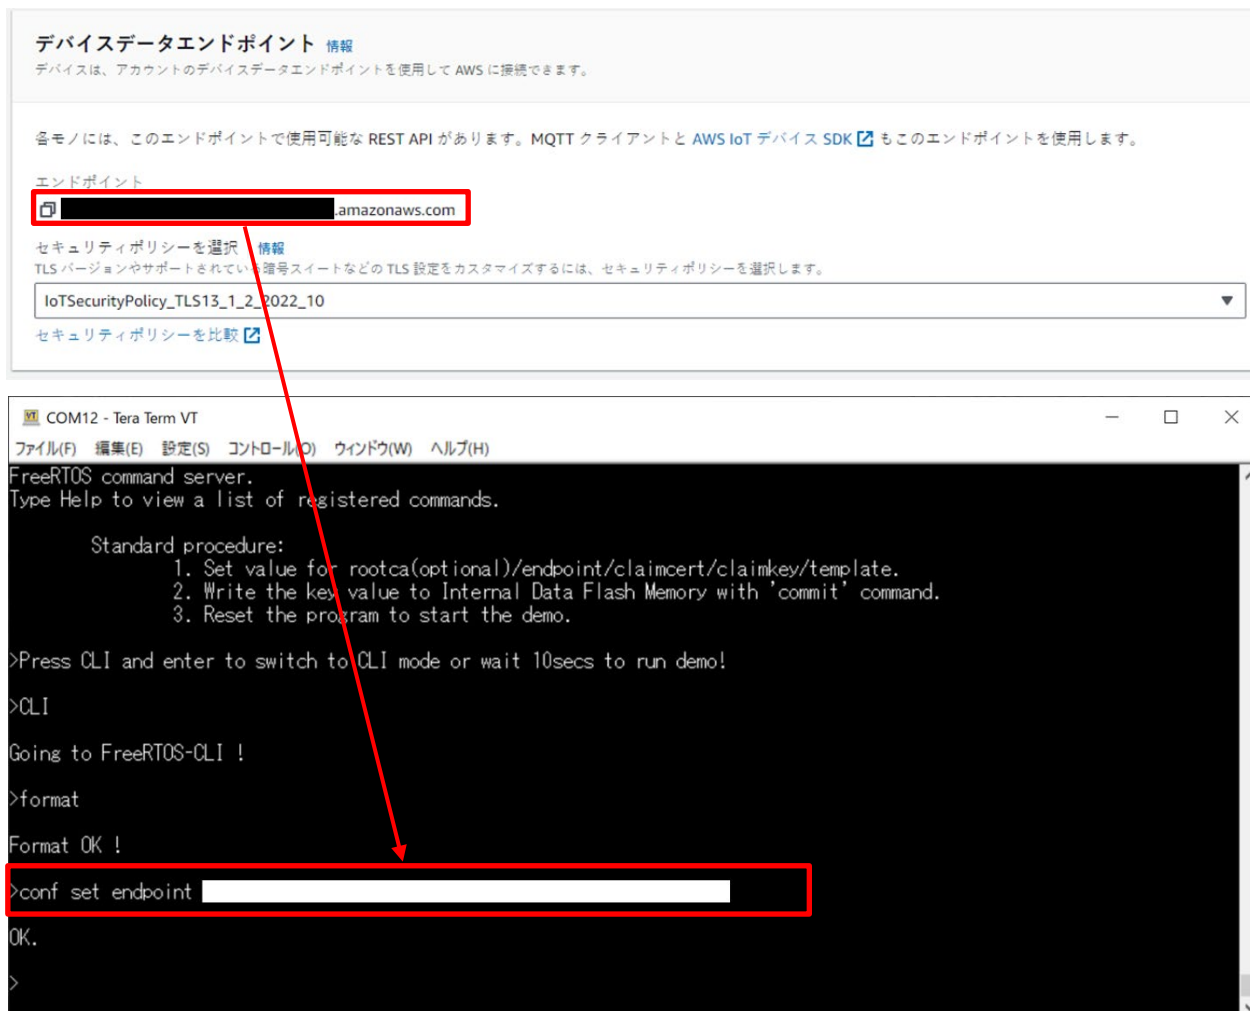 デバイスデータエンドポイント 情報
デバイスは、アカウントのデバイスデータエンドポイントを使用して AWS に接続できます。
各モノには、このエンドポイントで使用可能な REST API があります。MQTT クライアントと AWS IoT デバイス SDK もこのエンドポイントを使用します。
エンドポイント
.amazonaws.com
セキュリティポリシーを選択 情報
TLS バージョンやサポートされている暗号スイートなどの TLS 設定をカスタマイズするには、セキュリティポリシーを選択します。
IoTSecurityPolicy_TLS13_1_2_2022_10
セキュリティポリシーを比較
COM12 - Tera Term VT
ファイル(F) 編集(E) 設定(S) コントロール(O) ウィンドウ(W) ヘルプ(H)
FreeRTOS command server.
Type Help to view a list of registered commands.
Standard procedure:
1. Set value for rootca(optional)/endpoint/claimcert/claimkey/template.
2. Write the key value to Internal Data Flash Memory with 'commit' command.
3. Reset the program to start the demo.
>Press CLI and enter to switch to CLI mode or wait 10secs to run demo!
>CLI
Going to FreeRTOS-CLI !
>format
Format OK !
>conf set endpoint
OK.
>